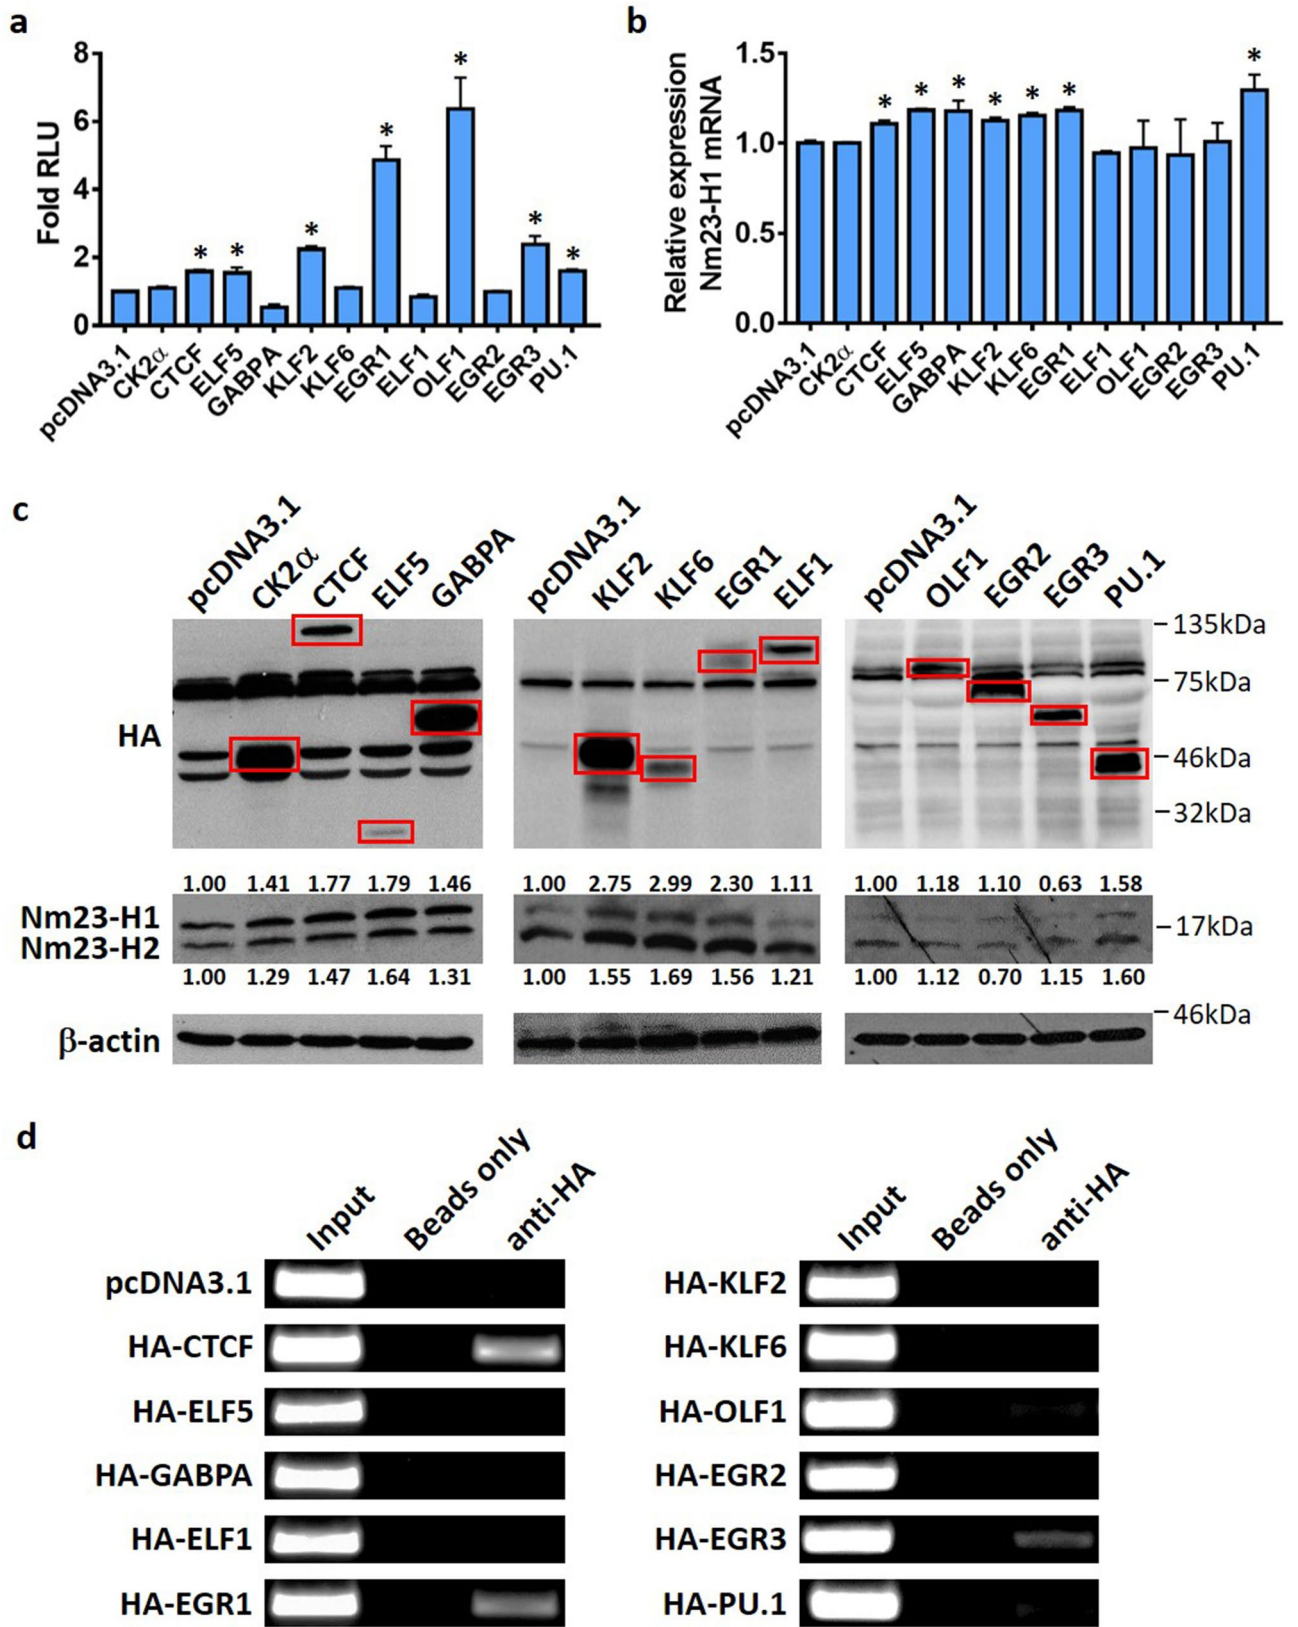 a
Fold RLU
8
6
4
2
0
* * * * * * *
pcDNA3.1 CK2α CTCF ELF5 GABPA KLF2 KLF6 EGR1 ELF1 OLF1 EGR2 EGR3 PU.1
b
Relative expression
Nm23-H1 mRNA
1.5
1.0
0.5
0.0
* * * * * * *
pcDNA3.1 CK2α CTCF ELF5 GABPA KLF2 KLF6 EGR1 ELF1 OLF1 EGR2 EGR3 PU.1
c
pcDNA3.1 CK2α CTCF ELF5 GABPA
pcDNA3.1 KLF2 KLF6 EGR1 ELF1
pcDNA3.1 OLF1 EGR2 EGR3 PU.1
HA
135kDa
75kDa
46kDa
32kDa
1.00 1.41 1.77 1.79 1.46
1.00 2.75 2.99 2.30 1.11
1.00 1.18 1.10 0.63 1.58
Nm23-H1
Nm23-H2
17kDa
1.00 1.29 1.47 1.64 1.31
1.00 1.55 1.69 1.56 1.21
1.00 1.12 0.70 1.15 1.60
46kDa
β-actin
d
Input Beads only anti-HA
pcDNA3.1
HA-CTCF
HA-ELF5
HA-GABPA
HA-ELF1
HA-EGR1
Input Beads only anti-HA
HA-KLF2
HA-KLF6
HA-OLF1
HA-EGR2
HA-EGR3
HA-PU.1